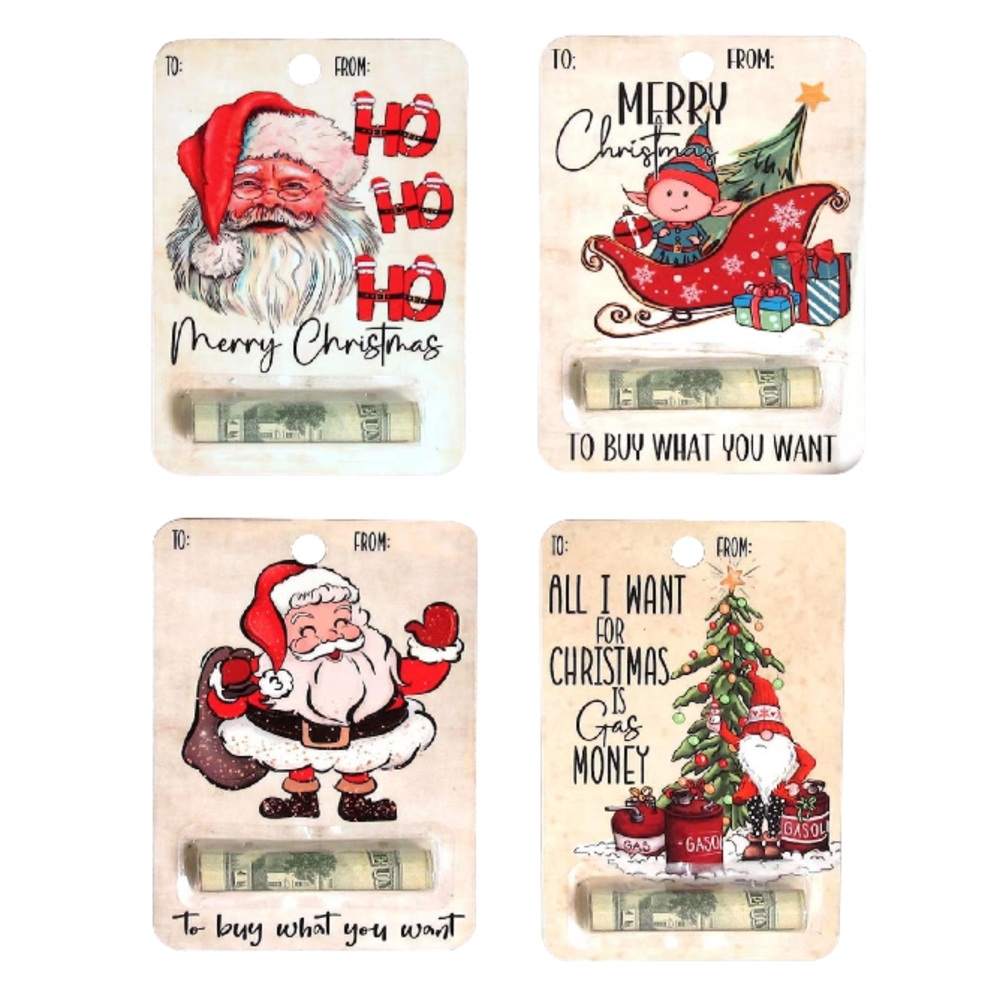 TO: FROM:
HO
HO
HO
Merry Christmas
TO: FROM:
MERRY
Christmas
TO BUY WHAT YOU WANT
TO: FROM:
To buy what you want
TO: FROM:
ALL I WANT
FOR
CHRISTMAS
IS
Gas
MONEY
GAS
GASOL
GASOL